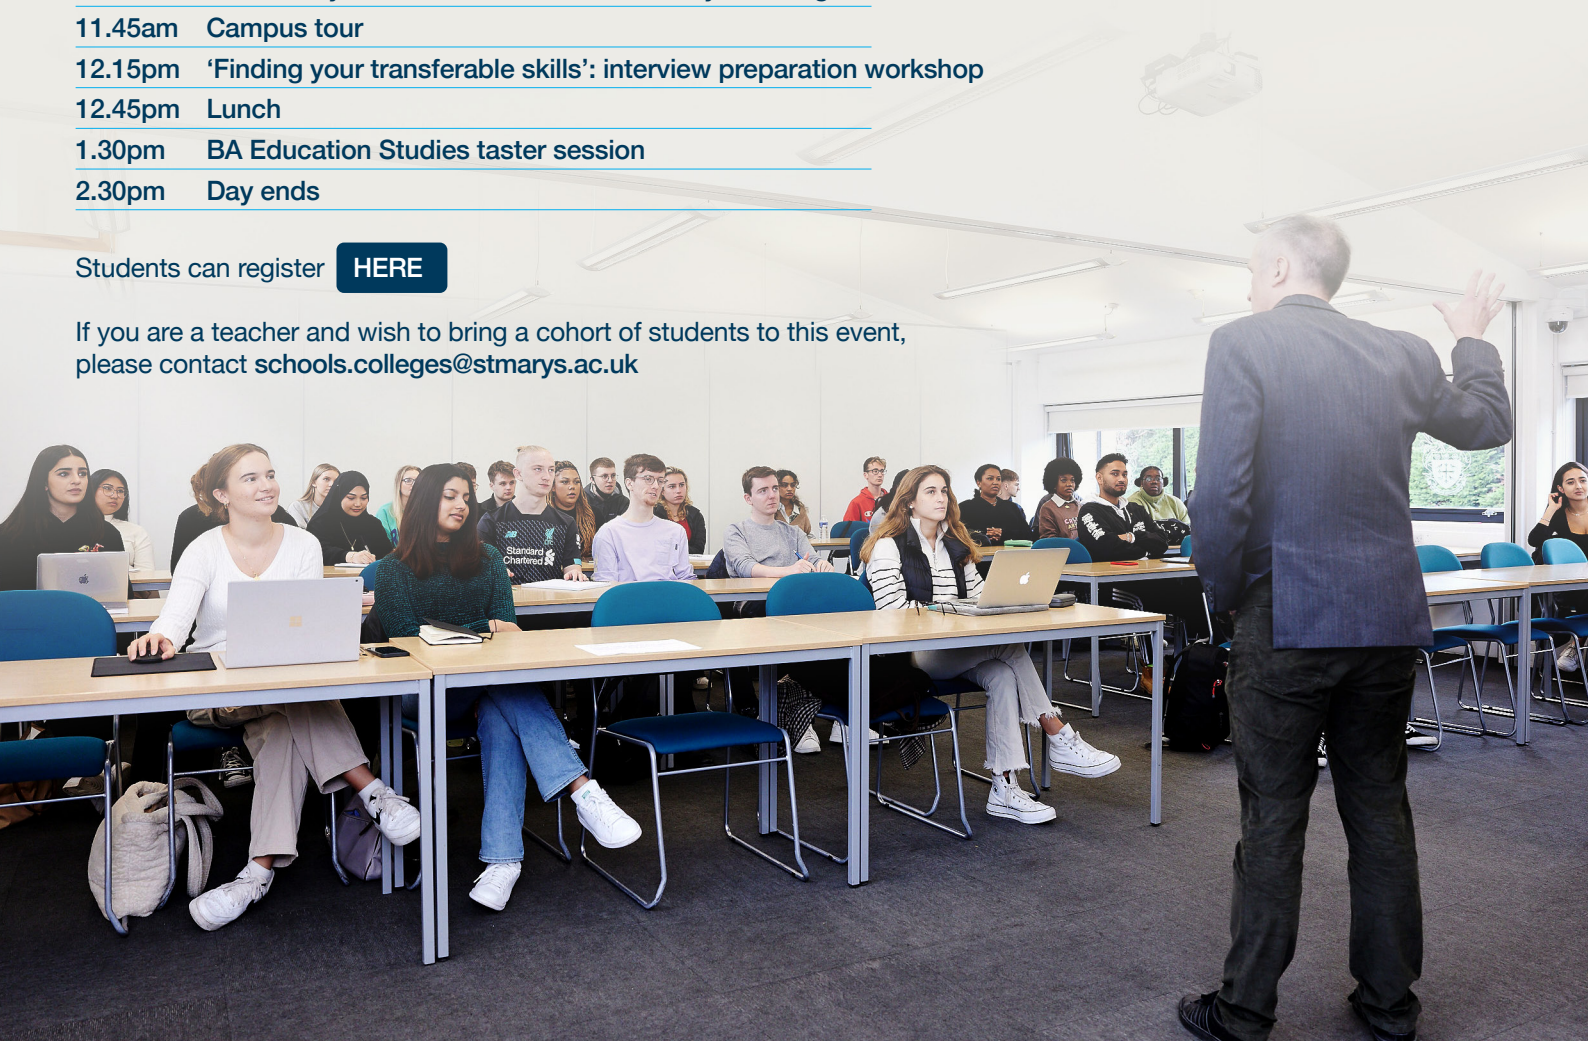 11.45am Campus tour
12.15pm ‘Finding your transferable skills’: interview preparation workshop
12.45pm Lunch
1.30pm BA Education Studies taster session
2.30pm Day ends
Students can register HERE
If you are a teacher and wish to bring a cohort of students to this event,
please contact schools.colleges@stmarys.ac.uk
Standard
Chartered